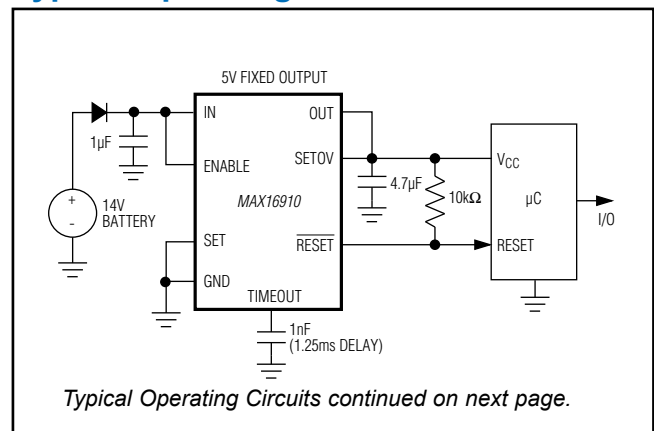 5V FIXED OUTPUT
IN
OUT
1µF
ENABLE
SETOV
VCC
4.7µF
10kΩ
µC
MAX16910
+
-
14V
BATTERY
I/O
SET
RESET
RESET
GND
TIMEOUT
1nF
(1.25ms DELAY)
Typical Operating Circuits continued on next page.